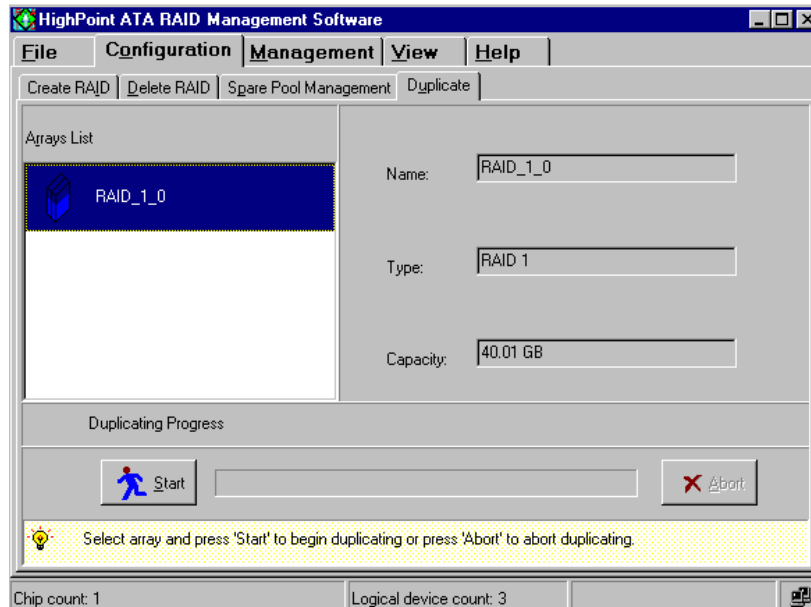 HighPoint ATA RAID Management Software
File Configuration Management View Help
Create RAID Delete RAID Spare Pool Management Duplicate
Arrays List
RAID_1_0
Name: RAID_1_0
Type: RAID 1
Capacity: 40.01 GB
Duplicating Progress
Start Abort
Select array and press 'Start' to begin duplicating or press 'Abort' to abort duplicating.
Chip count: 1 Logical device count: 3